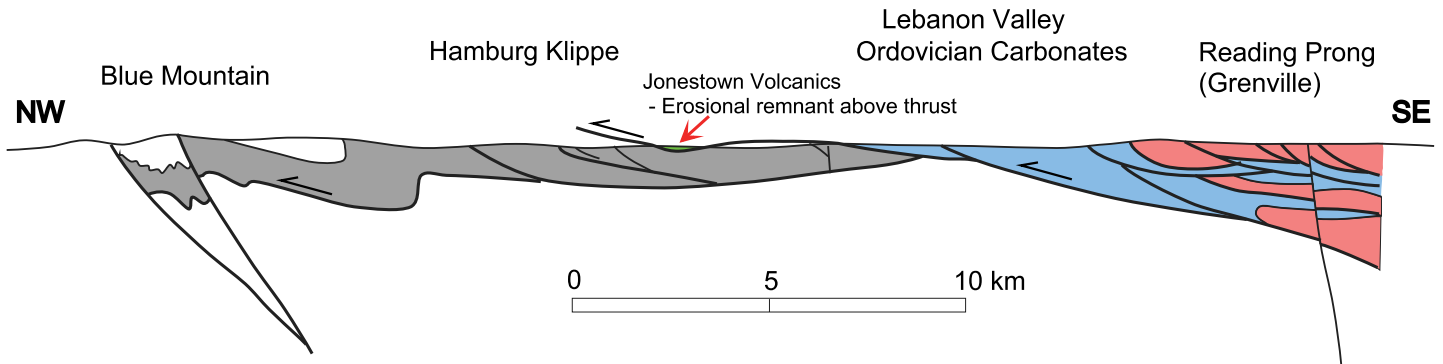 Lebanon Valley
Hamburg Klippe
Ordovician Carbonates
Reading Prong
Blue Mountain
(Grenville)
Jonestown Volcanics
NW
- Erosional remnant above thrust
SE
0
5
10 km